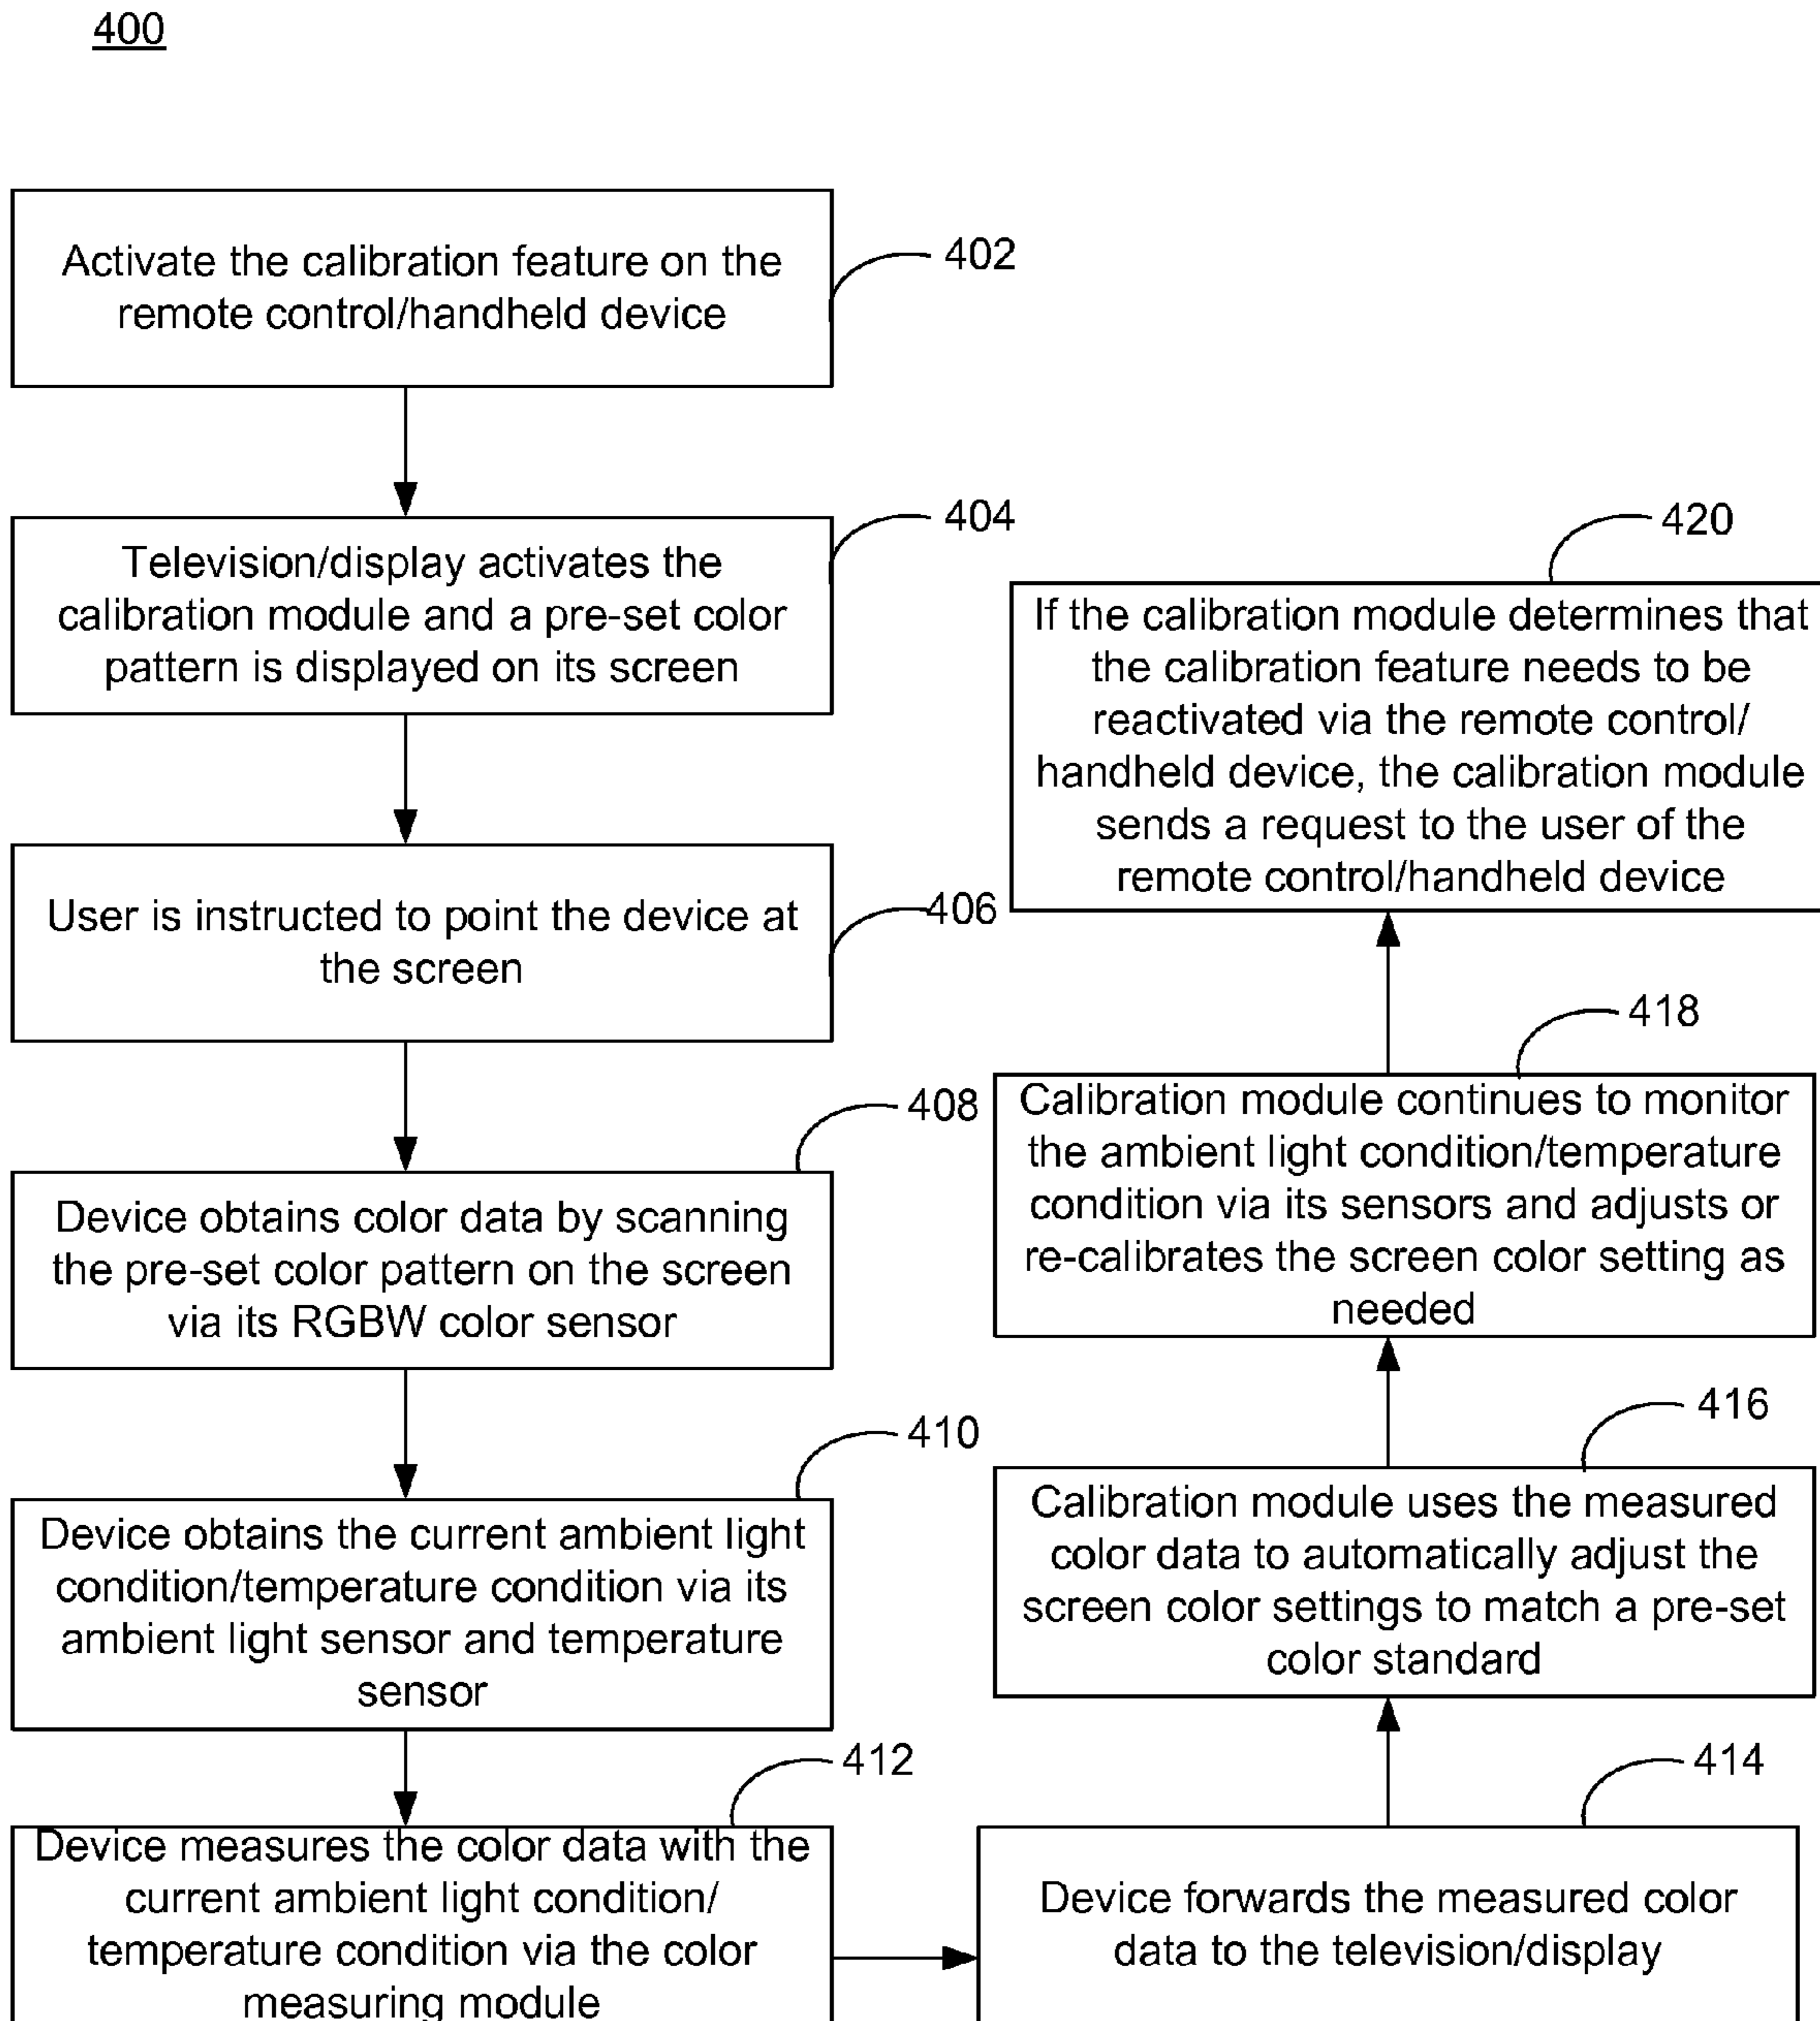 400
Activate the calibration feature on the
remote control/handheld device
402
Television/display activates the
calibration module and a pre-set color
pattern is displayed on its screen
404
User is instructed to point the device at
the screen
406
Device obtains color data by scanning
the pre-set color pattern on the screen
via its RGBW color sensor
408
Device obtains the current ambient light
condition/temperature condition via its
ambient light sensor and temperature
sensor
410
Device measures the color data with the
current ambient light condition/
temperature condition via the color
measuring module
412
Device forwards the measured color
data to the television/display
414
Calibration module uses the measured
color data to automatically adjust the
screen color settings to match a pre-set
color standard
416
Calibration module continues to monitor
the ambient light condition/temperature
condition via its sensors and adjusts or
re-calibrates the screen color setting as
needed
418
If the calibration module determines that
the calibration feature needs to be
reactivated via the remote control/
handheld device, the calibration module
sends a request to the user of the
remote control/handheld device
420